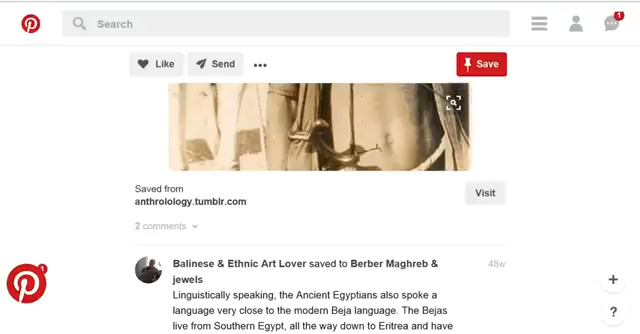 Search
1
Like
Send
Save
Saved from
anthrolology.tumblr.com
Visit
2 comments
Balinese & Ethnic Art Lover saved to Berber Maghreb &
jewels
48w
Linguistically speaking, the Ancient Egyptians also spoke a
language very close to the modern Beja language. The Bejas
live from Southern Egypt, all the way down to Eritrea and have
1
+
?